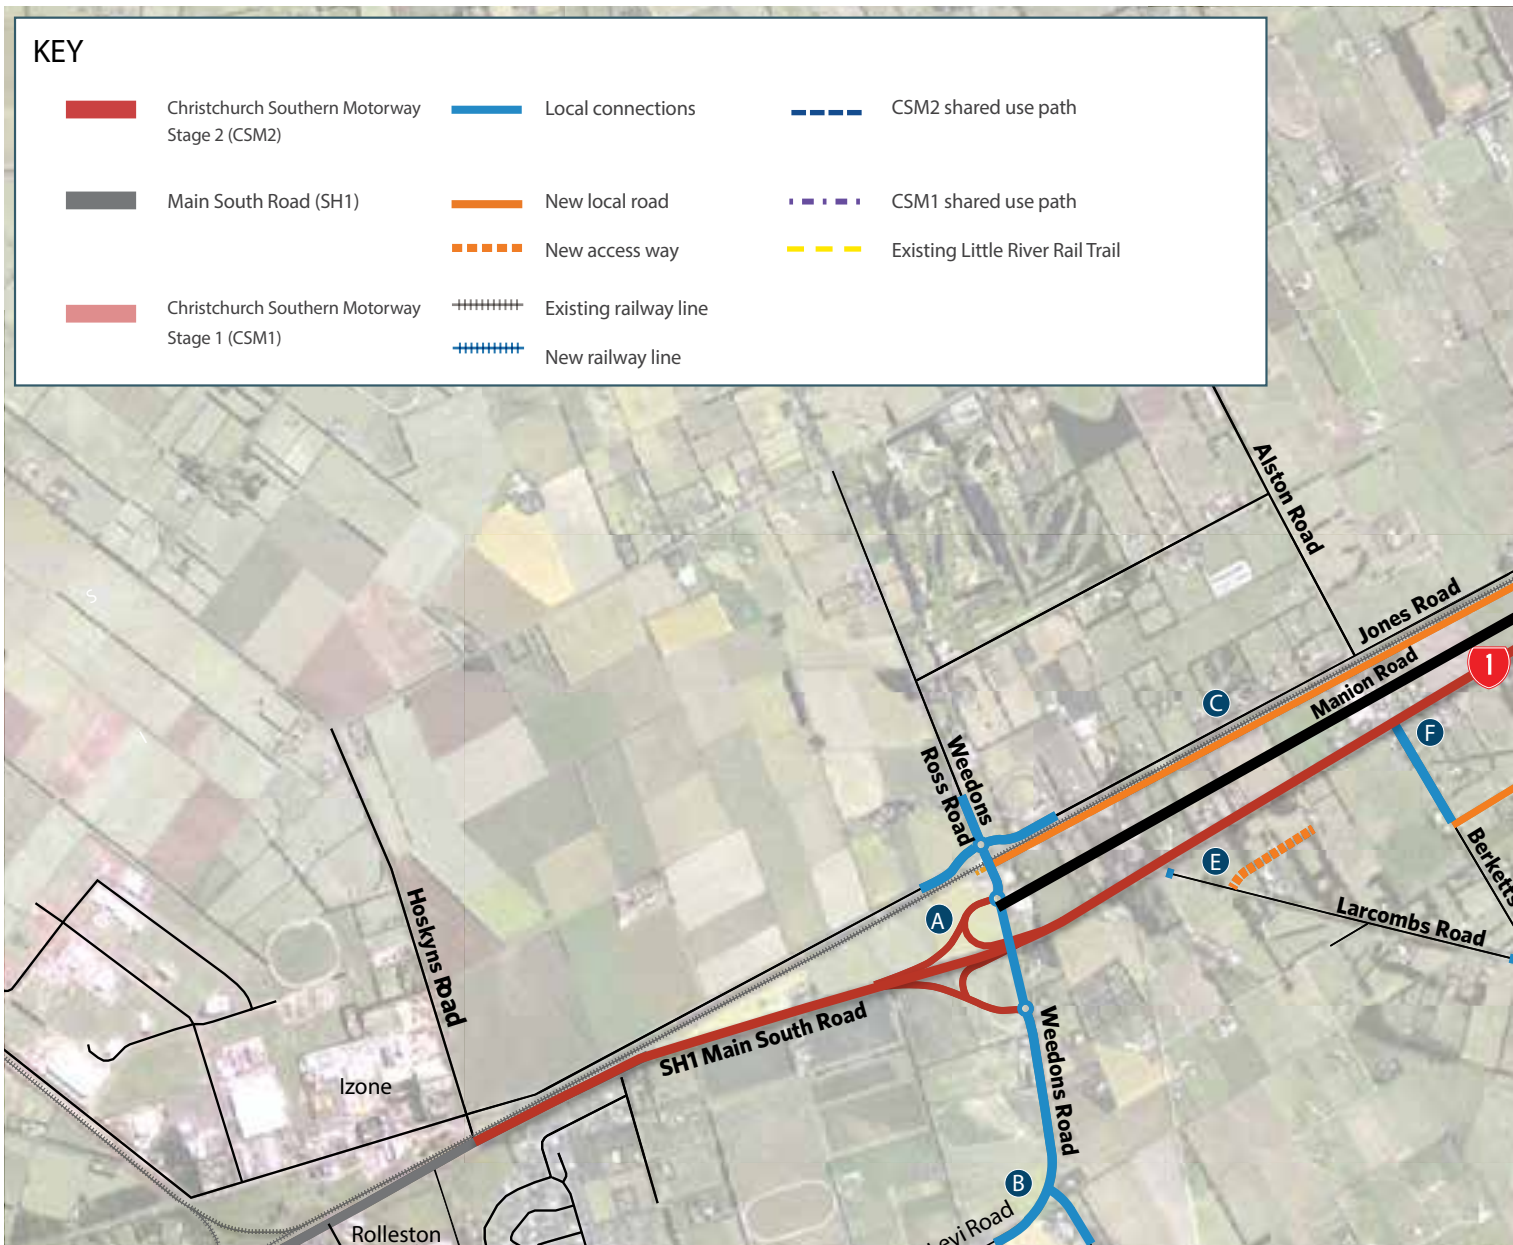 KEY
Christchurch Southern Motorway
Stage 2 (CSM2)
Local connections
CSM2 shared use path
Main South Road (SH1)
New local road
CSM1 shared use path
New access way
Existing Little River Rail Trail
Christchurch Southern Motorway
Stage 1 (CSM1)
Existing railway line
New railway line
Alston Road
Jones Road
Manion Road
1
C
F
Weedons
Ross Road
E
Berketts
Larcombs Road
A
Hoskyns Road
SH1 Main South Road
Weedons Road
Izone
B
Levi Road
Rolleston
S